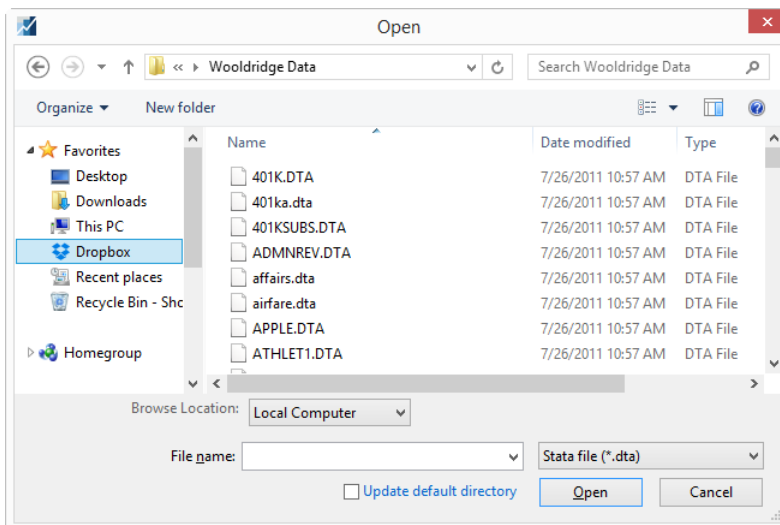 Open
« Wooldridge Data
Search Wooldridge Data
Organize
New folder
Favorites
Desktop
Downloads
This PC
Dropbox
Recent places
Recycle Bin - Shc
Homegroup
Name Date modified Type
401K.DTA 7/26/2011 10:57 AM DTA File
401ka.dta 7/26/2011 10:57 AM DTA File
401KSUBS.DTA 7/26/2011 10:57 AM DTA File
ADMNREV.DTA 7/26/2011 10:57 AM DTA File
affairs.dta 7/26/2011 10:57 AM DTA File
airfare.dta 7/26/2011 10:57 AM DTA File
APPLE.DTA 7/26/2011 10:57 AM DTA File
ATHLET1.DTA 7/26/2011 10:57 AM DTA File
Browse Location: Local Computer
File name: Stata file (*.dta)
Update default directory Open Cancel